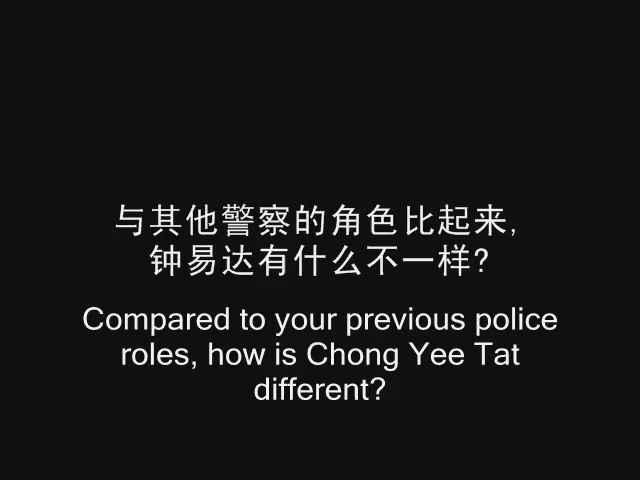 与其他警察的角色比起来,
钟易达有什么不一样?
Compared to your previous police
roles, how is Chong Yee Tat
different?